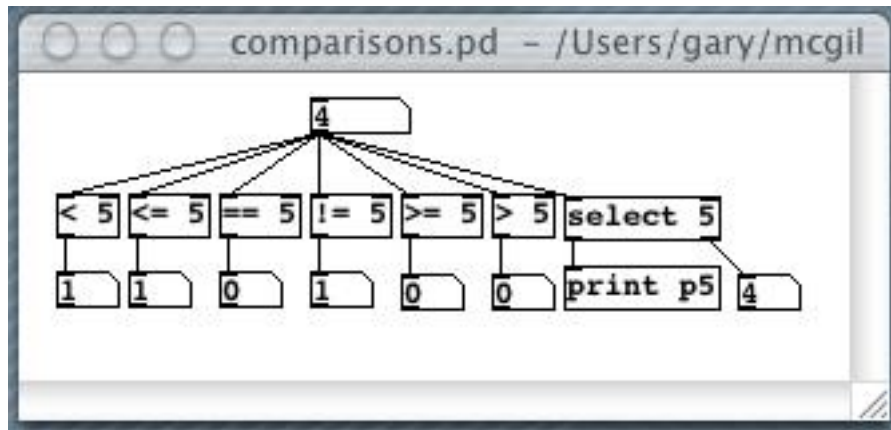 comparisons.pd – /Users/gary/mcgil
4
< 5 <= 5 == 5 != 5 >= 5 > 5 select 5
1 1 0 1 0 0 print p5 4